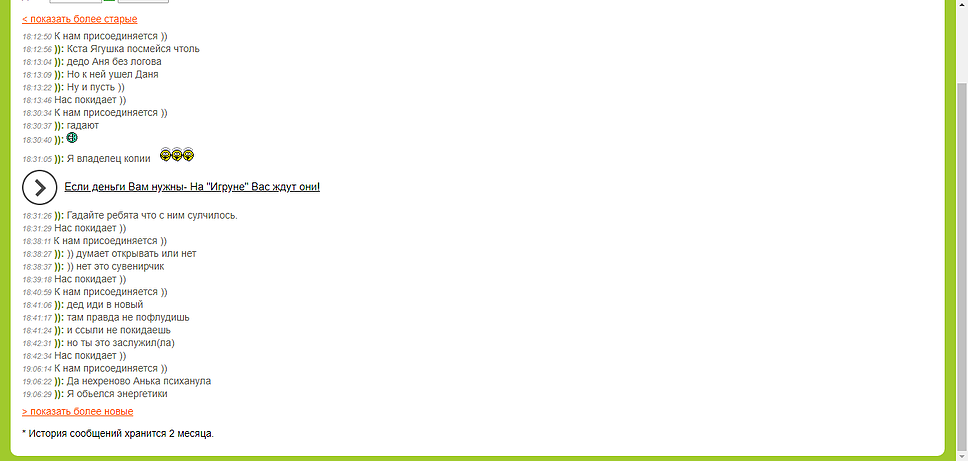 < показать более старые
18:12:50 К нам присоединяется ))
18:12:56 )): Кста Ягушка посмейся чтоль
18:13:04 )): дедо Аня без логова
18:13:09 )): Но к ней ушел Даня
18:13:22 )): Ну и пусть ))
18:13:46 Нас покидает ))
18:30:34 К нам присоединяется ))
18:30:37 )): гадают
18:30:40 )):
18:31:05 )): Я владелец копии
Если деньги Вам нужны- На "Игруне" Вас ждут они!
18:31:26 )): Гадайте ребята что с ним сулчилось.
18:31:29 Нас покидает ))
18:38:11 К нам присоединяется ))
18:38:27 )): )) думает открывать или нет
18:38:37 )): )) нет это сувенирчик
18:39:18 Нас покидает ))
18:40:59 К нам присоединяется ))
18:41:06 )): дед иди в новый
18:41:17 )): там правда не пофлудишь
18:41:24 )): и ссыли не покидаешь
18:42:31 )): но ты это заслужил(ла)
18:42:34 Нас покидает ))
19:06:14 К нам присоединяется ))
19:06:22 )): Да нехреново Анька психанула
19:06:29 )): Я обьелся энергетики
> показать более новые
* История сообщений хранится 2 месяца.